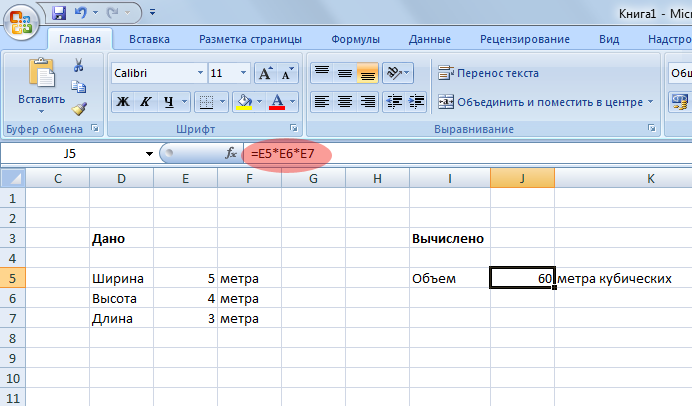 Книга1 - Mic
Главная Вставка Разметка страницы Формулы Данные Рецензирование Вид Надстро
Вставить
Calibri 11 A A
Ж К Ч A
Перенос текста
Объединить и поместить в центре
Общ
Буфер обмена Шрифт Выравнивание
J5 fx =E5*E6*E7
C D E F G H I J K
1
2
3 Дано Вычислено
4
5 Ширина 5 метра Объем 60 метра кубических
6 Высота 4 метра
7 Длина 3 метра
8
9
10
11